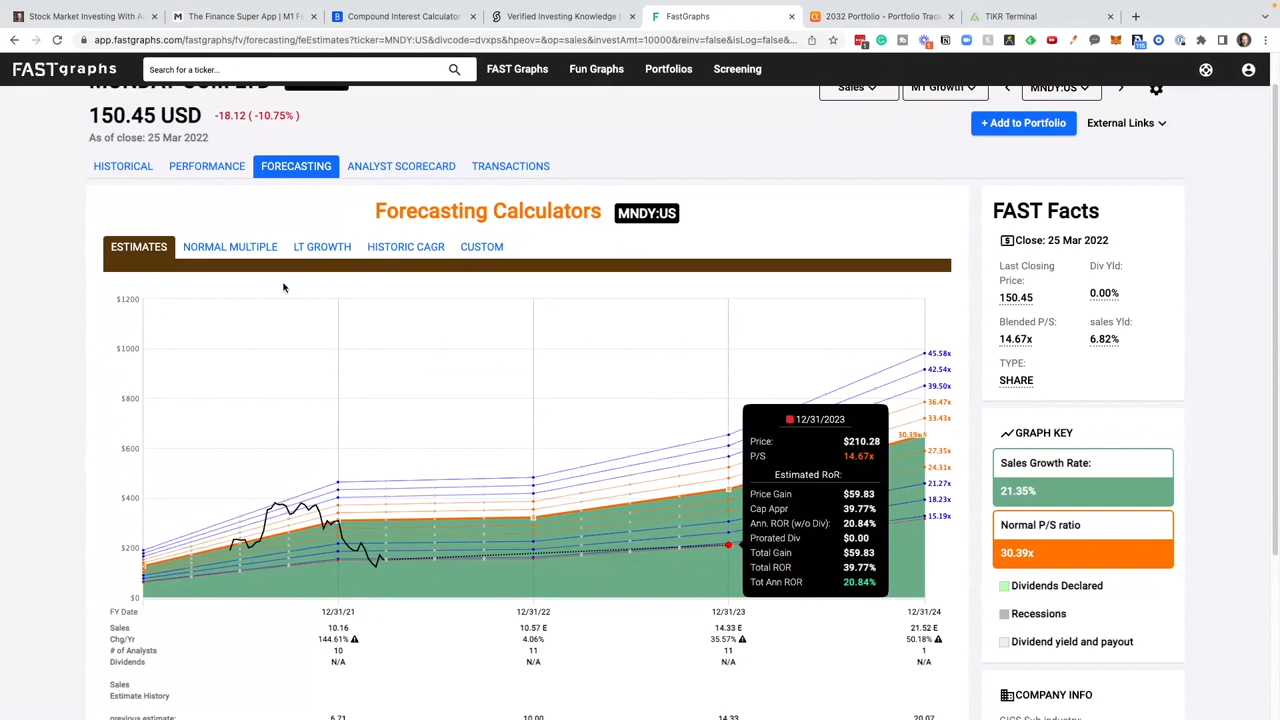 Stock Market Investing With A
The Finance Super App | M1 Fi
Compound Interest Calculator
Verified Investing Knowledge |
FastGraphs
2032 Portfolio - Portfolio Track
TIKR Terminal
app.fastgraphs.com/fastgraphs/fv/forecasting/feEstimates?ticker=MNDY:US&divcode=dvxps&hpeov=&op=sales&investAmt=10000&reinv=false&isLog=false&...
FASTgraphs
Search for a ticker...
FAST Graphs
Fun Graphs
Portfolios
Screening
MONDAY COM LTD
Sales
MT Growth
MNDY:US
150.45 USD -18.12 ( -10.75% )
As of close: 25 Mar 2022
+ Add to Portfolio
External Links
HISTORICAL
PERFORMANCE
FORECASTING
ANALYST SCORECARD
TRANSACTIONS
Forecasting Calculators MNDY:US
ESTIMATES
NORMAL MULTIPLE
LT GROWTH
HISTORIC CAGR
CUSTOM
$1200
$1000
$800
$600
$400
$200
$0
45.58x
42.54x
39.50x
36.47x
33.43x
30.39x
27.35x
24.31x
21.27x
18.23x
15.19x
12/31/2023
Price: $210.28
P/S 14.67x
Estimated RoR:
Price Gain $59.83
Cap Appr 39.77%
Ann. ROR (w/o Div): 20.84%
Prorated Div $0.00
Total Gain $59.83
Total ROR 39.77%
Tot Ann ROR 20.84%
FY Date 12/31/21 12/31/22 12/31/23 12/31/24
Sales 10.16 10.57 E 14.33 E 21.52 E
Chg/Yr 144.61% 4.06% 35.57% 50.18%
# of Analysts 10 11 11 1
Dividends N/A N/A N/A N/A
Sales
Estimate History
previous estimate: 6.71 10.00 14.33 20.07
FAST Facts
Close: 25 Mar 2022
Last Closing Price: 150.45
Div Yld: 0.00%
Blended P/S: 14.67x
sales Yld: 6.82%
TYPE:
SHARE
GRAPH KEY
Sales Growth Rate:
21.35%
Normal P/S ratio
30.39x
Dividends Declared
Recessions
Dividend yield and payout
COMPANY INFO